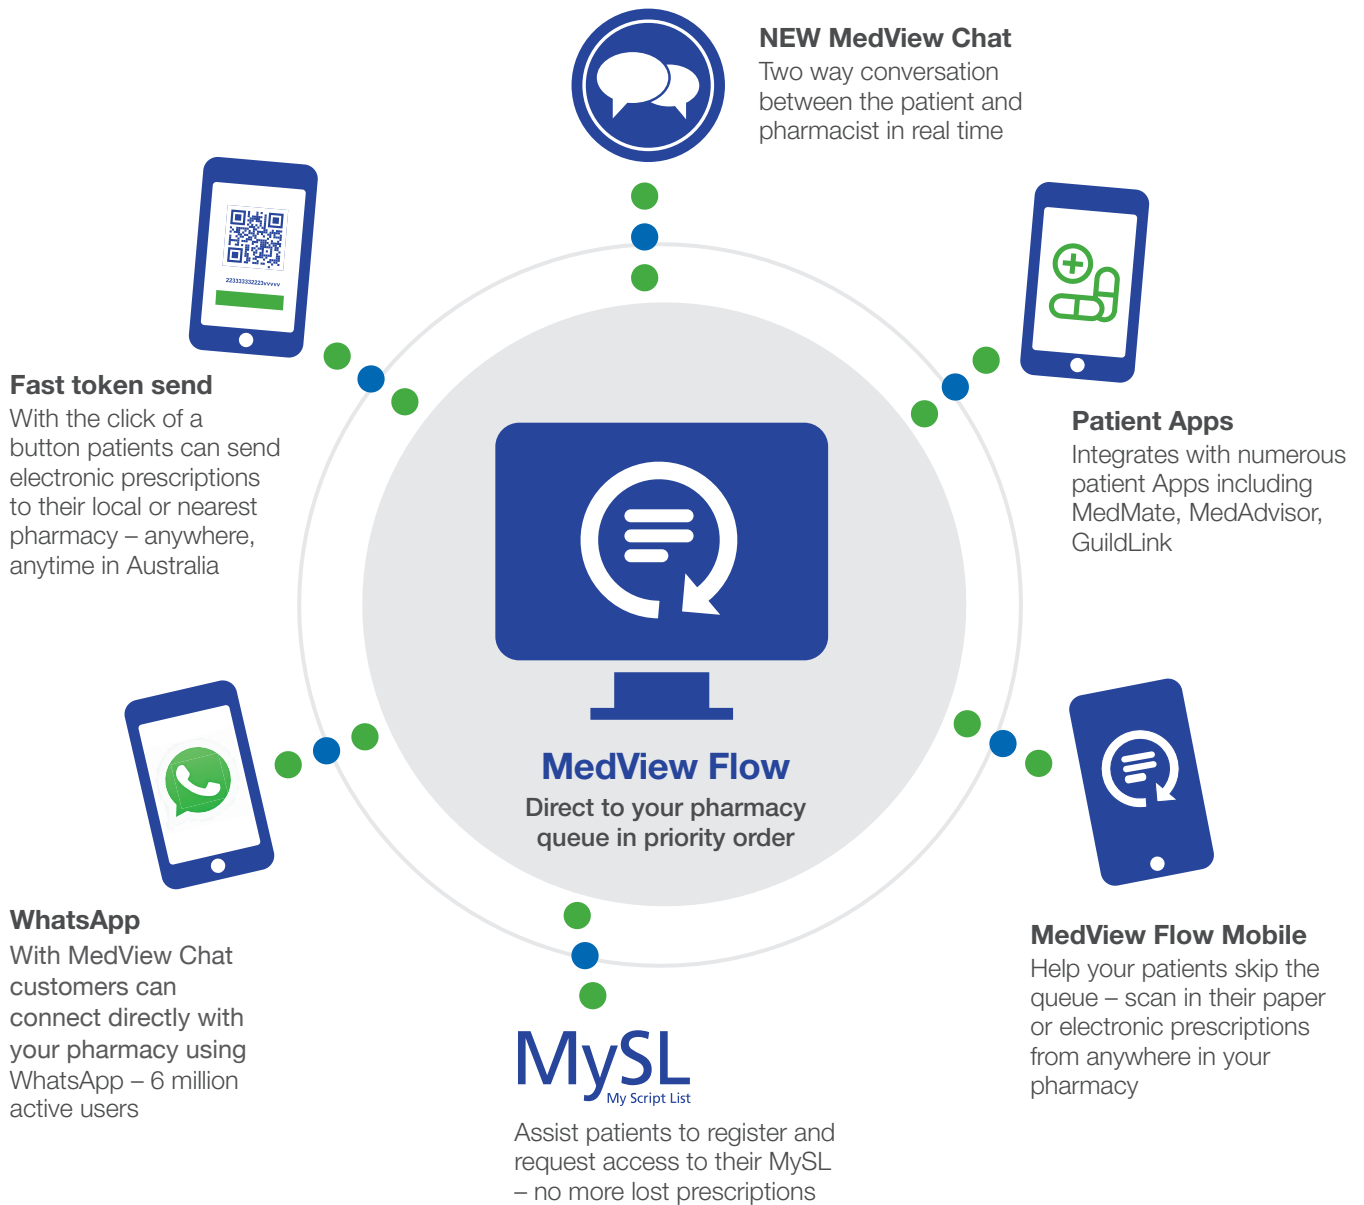 NEW MedView Chat
Two way conversation
between the patient and
pharmacist in real time
223333332223vvvvv
Fast token send
With the click of a
button patients can send
electronic prescriptions
to their local or nearest
pharmacy – anywhere,
anytime in Australia
Patient Apps
Integrates with numerous
patient Apps including
MedMate, MedAdvisor,
GuildLink
MedView Flow
Direct to your pharmacy
queue in priority order
WhatsApp
With MedView Chat
customers can
connect directly with
your pharmacy using
WhatsApp – 6 million
active users
MedView Flow Mobile
Help your patients skip the
queue – scan in their paper
or electronic prescriptions
from anywhere in your
pharmacy
MySL
My Script List
Assist patients to register and
request access to their MySL
– no more lost prescriptions